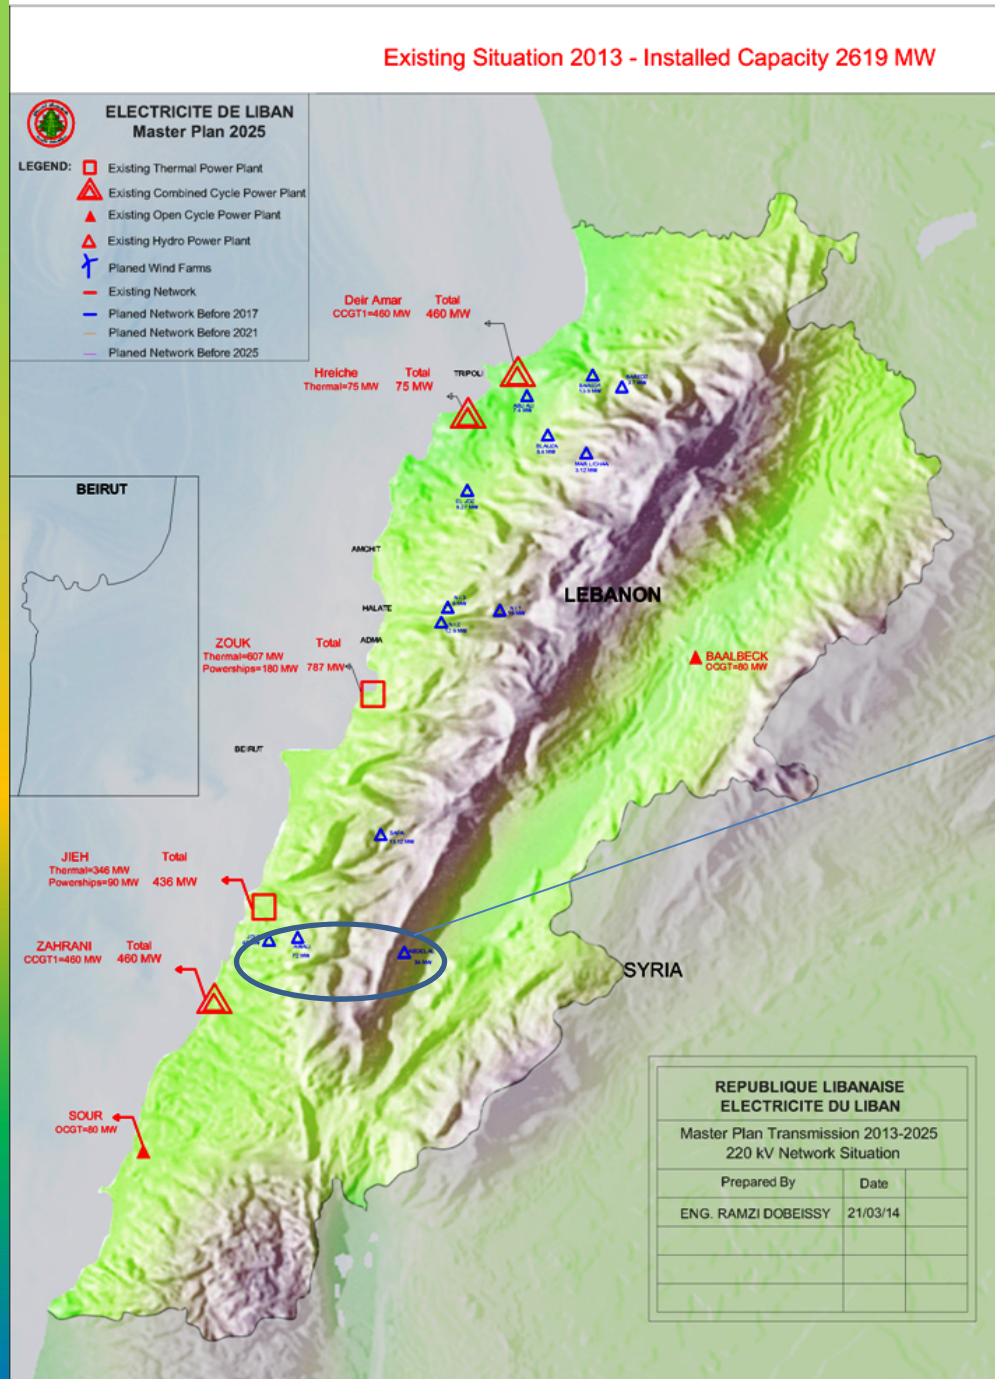 Existing Situation 2013 - Installed Capacity 2619 MW
ELECTRICITE DE LIBAN
Master Plan 2025
LEGEND:
Existing Thermal Power Plant
Existing Combined Cycle Power Plant
Existing Open Cycle Power Plant
Existing Hydro Power Plant
Planed Wind Farms
Existing Network
Planed Network Before 2017
Planed Network Before 2021
Planed Network Before 2025
Deir Amar Total
CCGT1=460 MW 460 MW
Hreiche Total
Thermal=75 MW 75 MW
TRIPOLI
BEIRUT
AMCHIT
HALATE
ADMA
LEBANON
ZOUK Total
Thermal=607 MW
Powerships=180 MW 787 MW
BAALBECK
OCGT=80 MW
BEIRUT
SAFA
JIEH Total
Thermal=346 MW
Powerships=90 MW 436 MW
ZAHRANI Total
CCGT1=460 MW 460 MW
SYRIA
SOUR
OCGT=80 MW
REPUBLIQUE LIBANAISE
ELECTRICITE DU LIBAN
Master Plan Transmission 2013-2025
220 kV Network Situation
Prepared By Date
ENG. RAMZI DOBEISSY 21/03/14